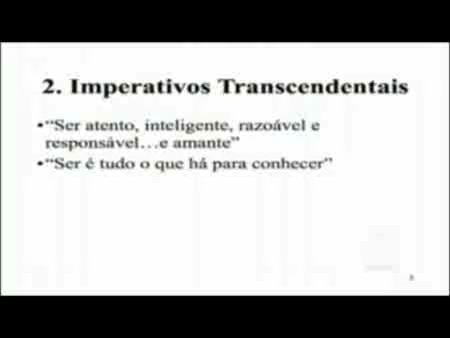 2. Imperativos Transcendentais
•“Ser atento, inteligente, razoável e
responsável…e amante”
•“Ser é tudo o que há para conhecer”